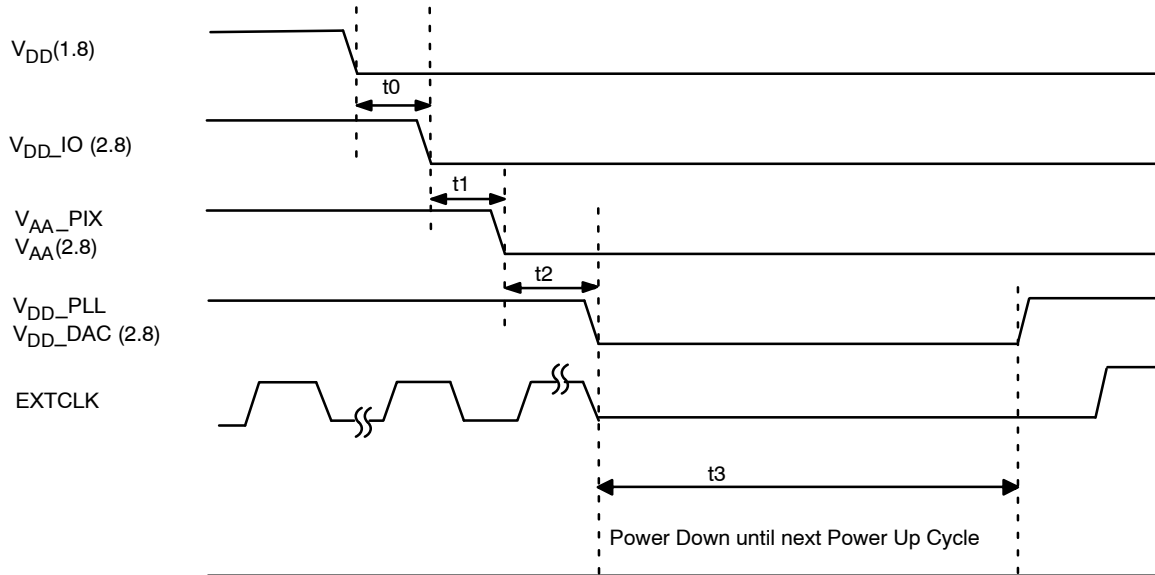 VDD(1.8)
t0
VDD_IO (2.8)
t1
VAA_PIX
VAA(2.8)
t2
VDD_PLL
VDD_DAC (2.8)
EXTCLK
t3
Power Down until next Power Up Cycle